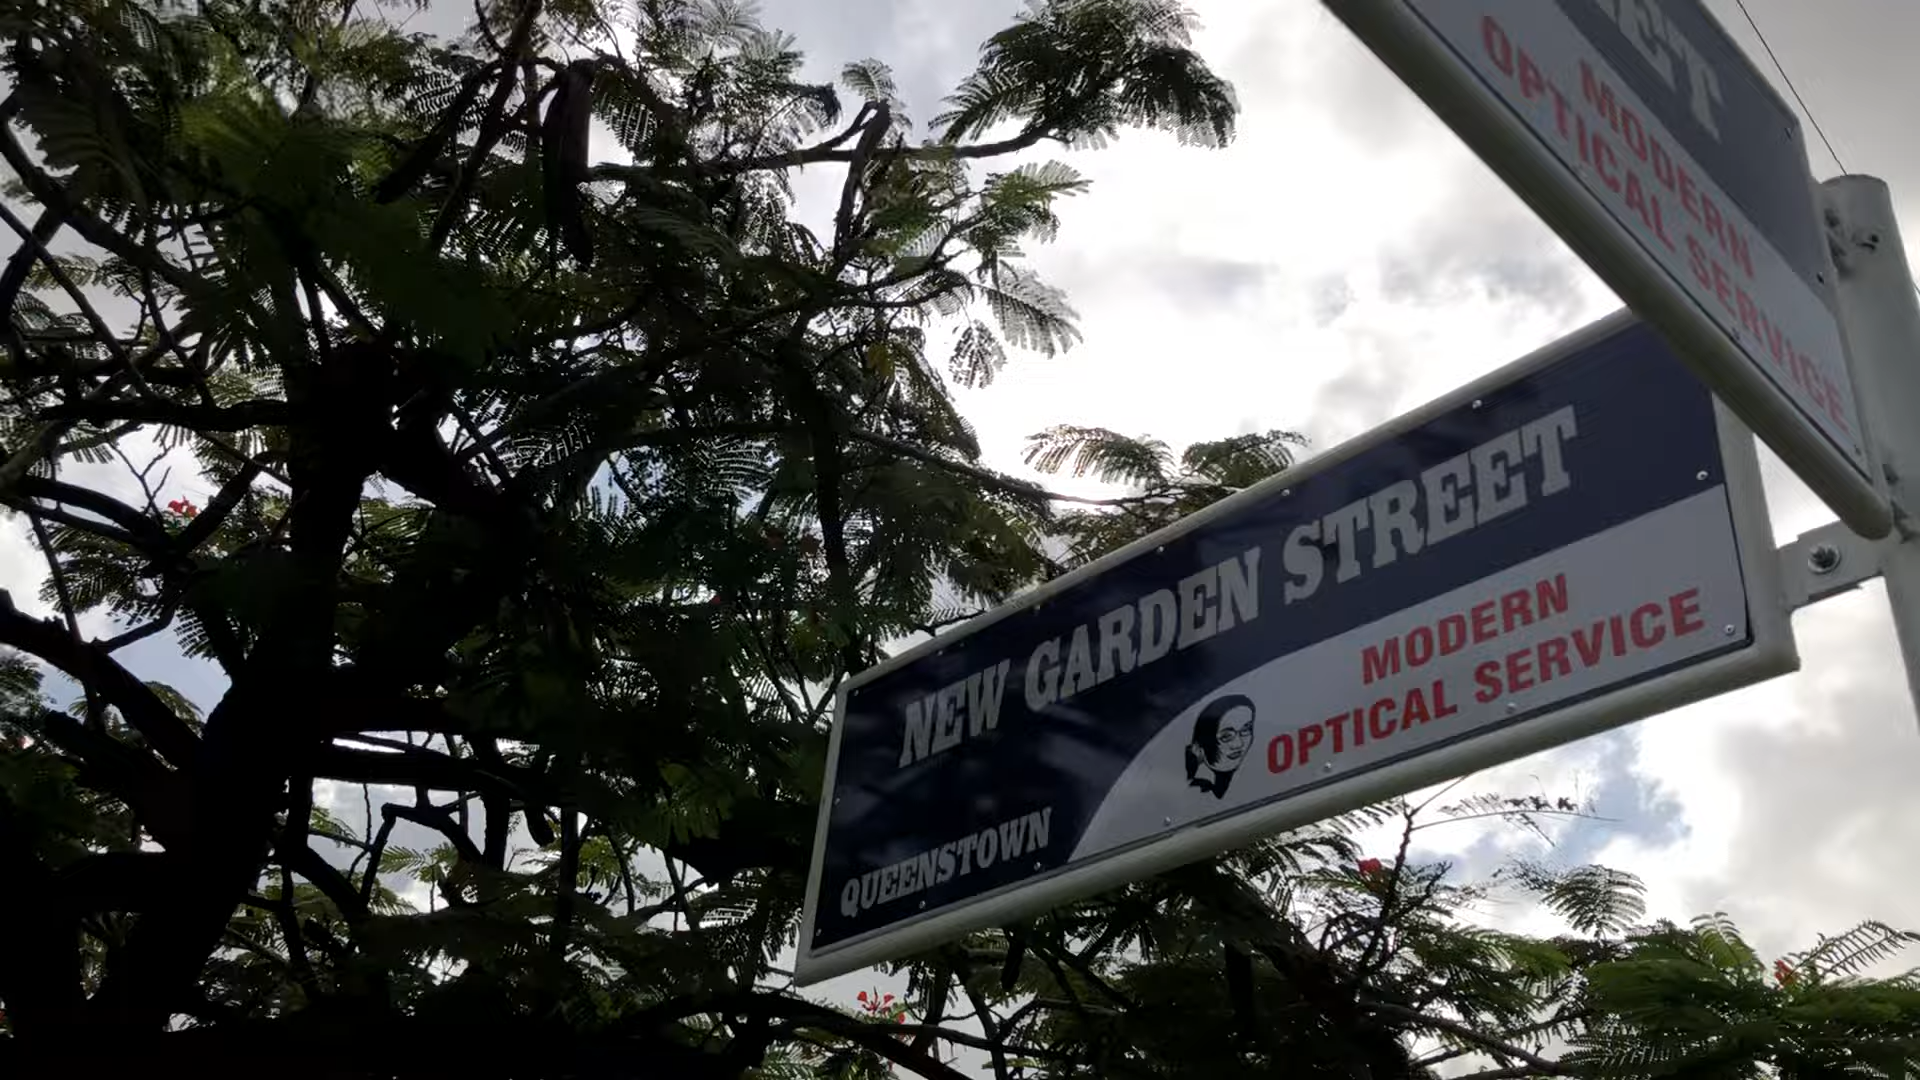 MODERN
OPTICAL SERVICE
NEW GARDEN STREET
MODERN
OPTICAL SERVICE
QUEENSTOWN